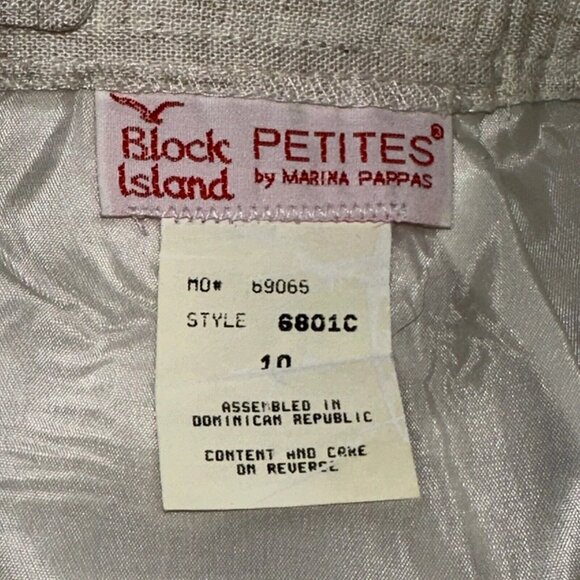 Block Island PETITES®
by MARINA PAPPAS
MO# 69065
STYLE 6801C
10
ASSEMBLED IN
DOMINICAN REPUBLIC
CONTENT AND CARE
ON REVERSE